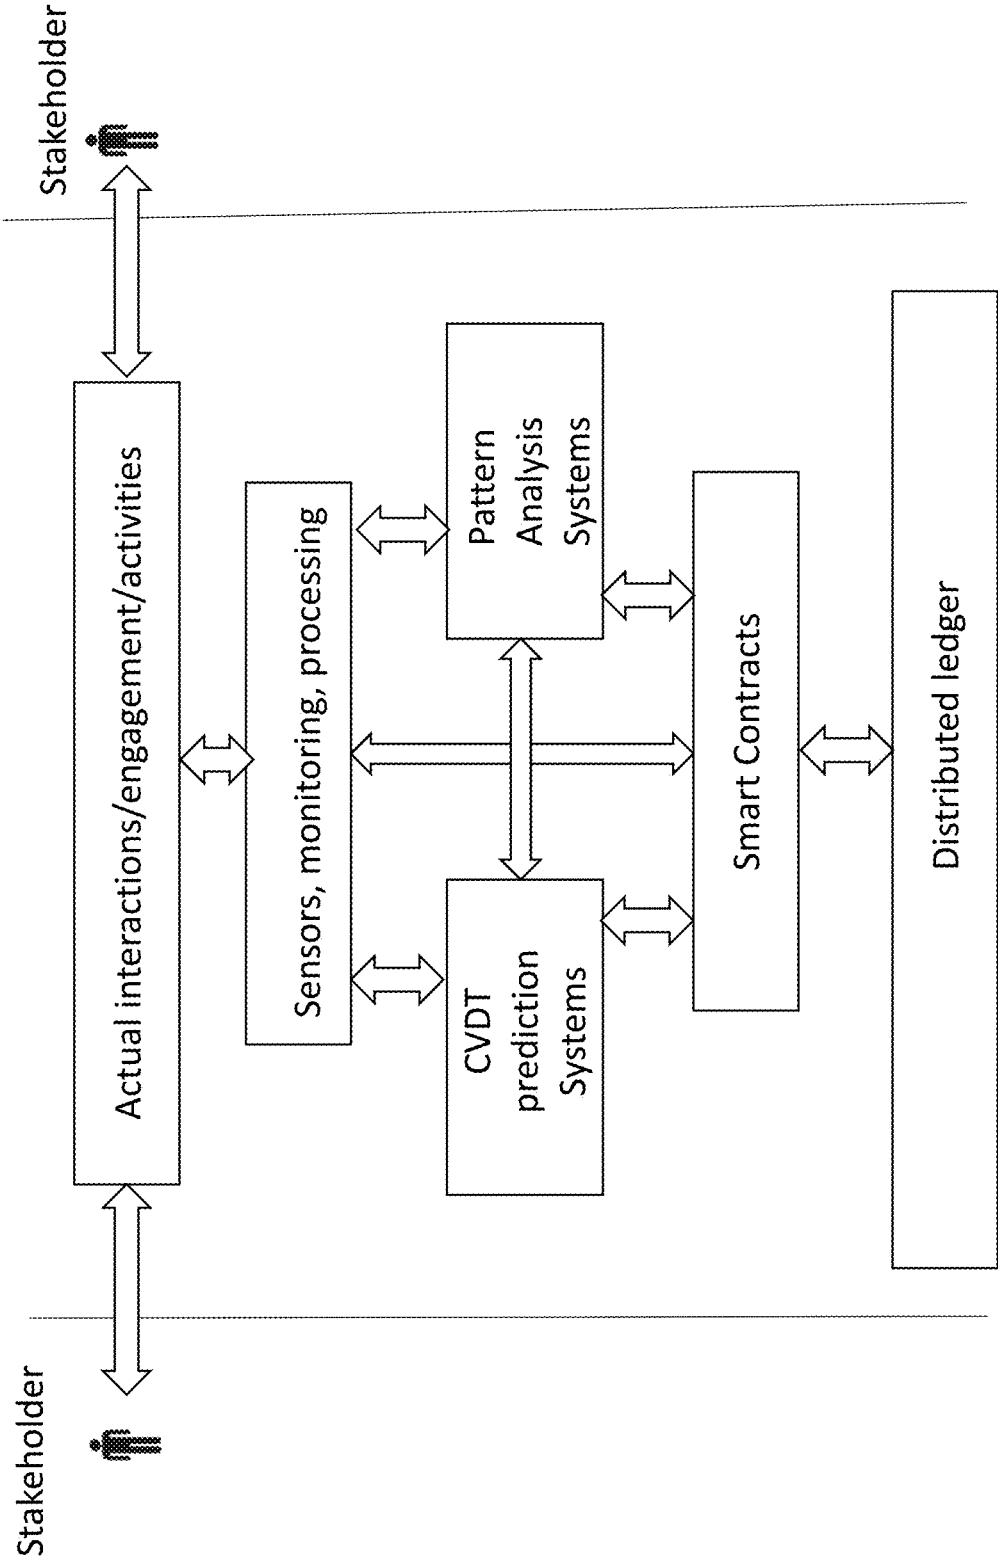 Stakeholder
Stakeholder
Actual interactions/engagement/activities
Sensors, monitoring, processing
CVDT
prediction
Systems
Pattern
Analysis
Systems
Smart Contracts
Distributed ledger